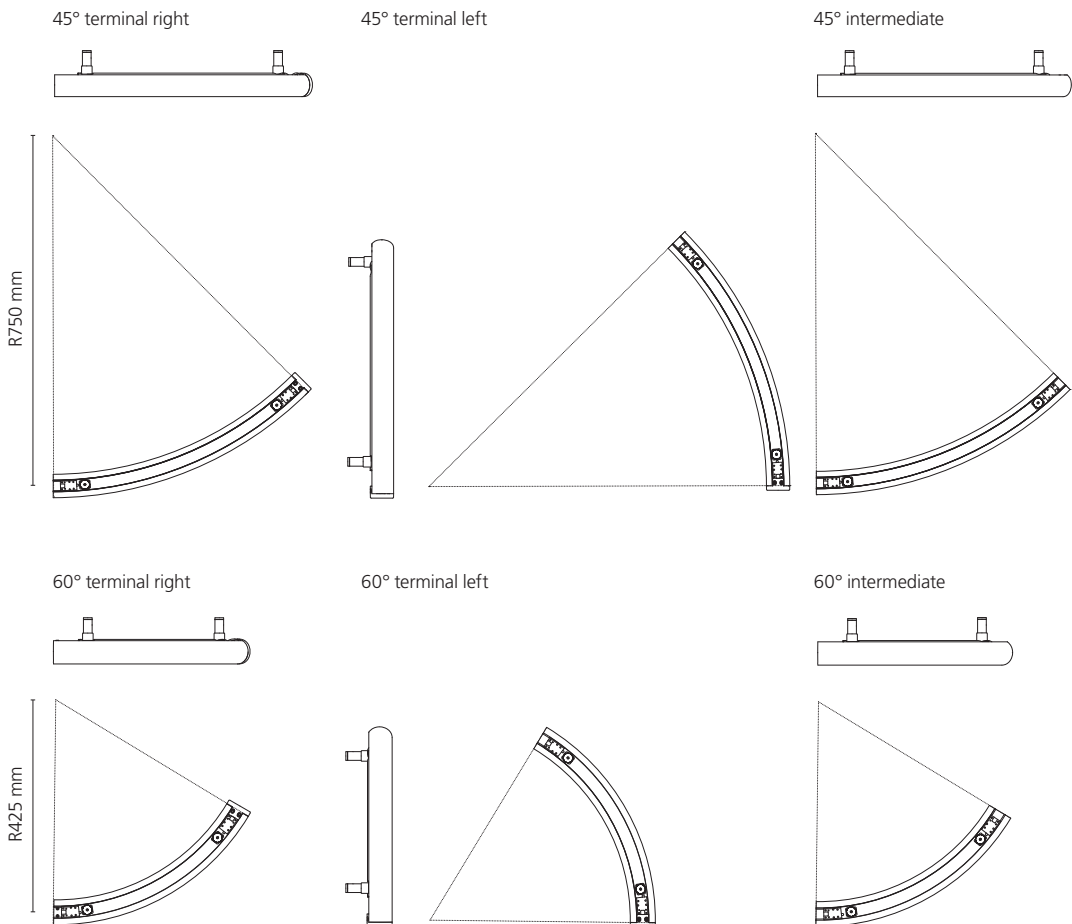 45° terminal right
45° terminal left
45° intermediate
R750 mm
60° terminal right
60° terminal left
60° intermediate
R425 mm